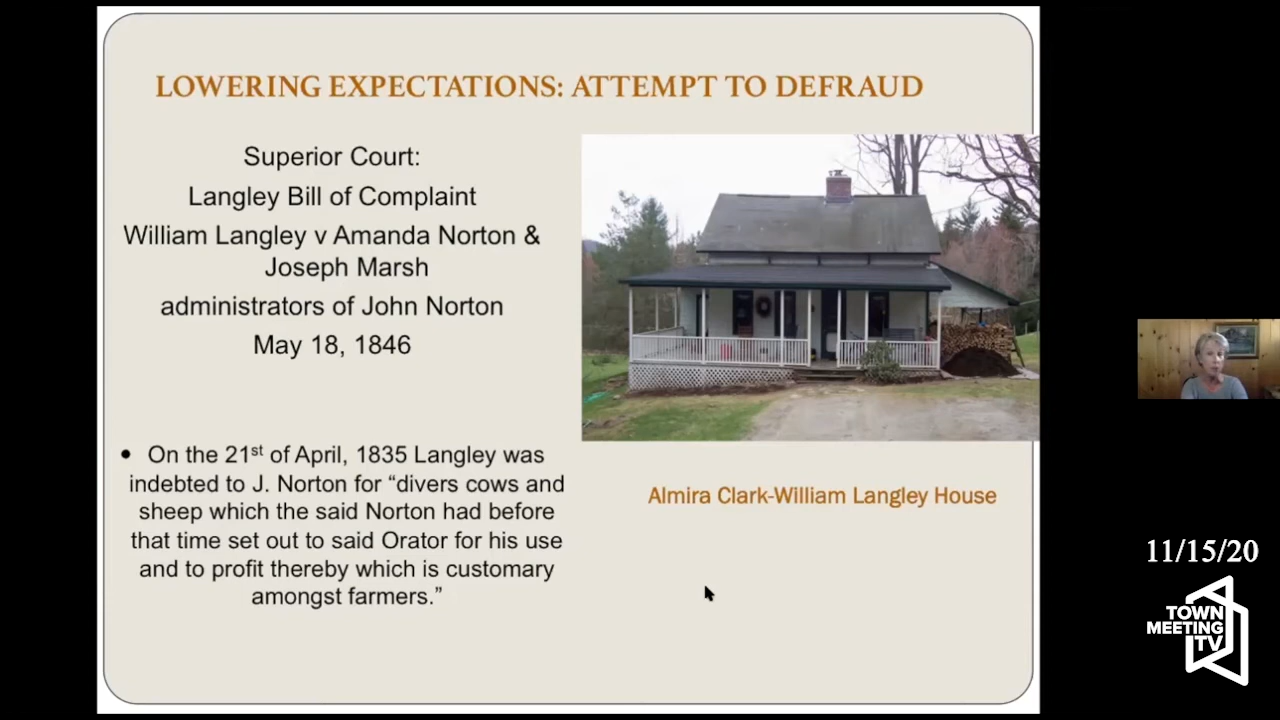 LOWERING EXPECTATIONS: ATTEMPT TO DEFRAUD
Superior Court:
Langley Bill of Complaint
William Langley v Amanda Norton &
Joseph Marsh
administrators of John Norton
May 18, 1846
• On the 21st of April, 1835 Langley was
indebted to J. Norton for “divers cows and
sheep which the said Norton had before
that time set out to said Orator for his use
and to profit thereby which is customary
amongst farmers.”
Almira Clark-William Langley House
11/15/20
TOWN
MEETING
TV